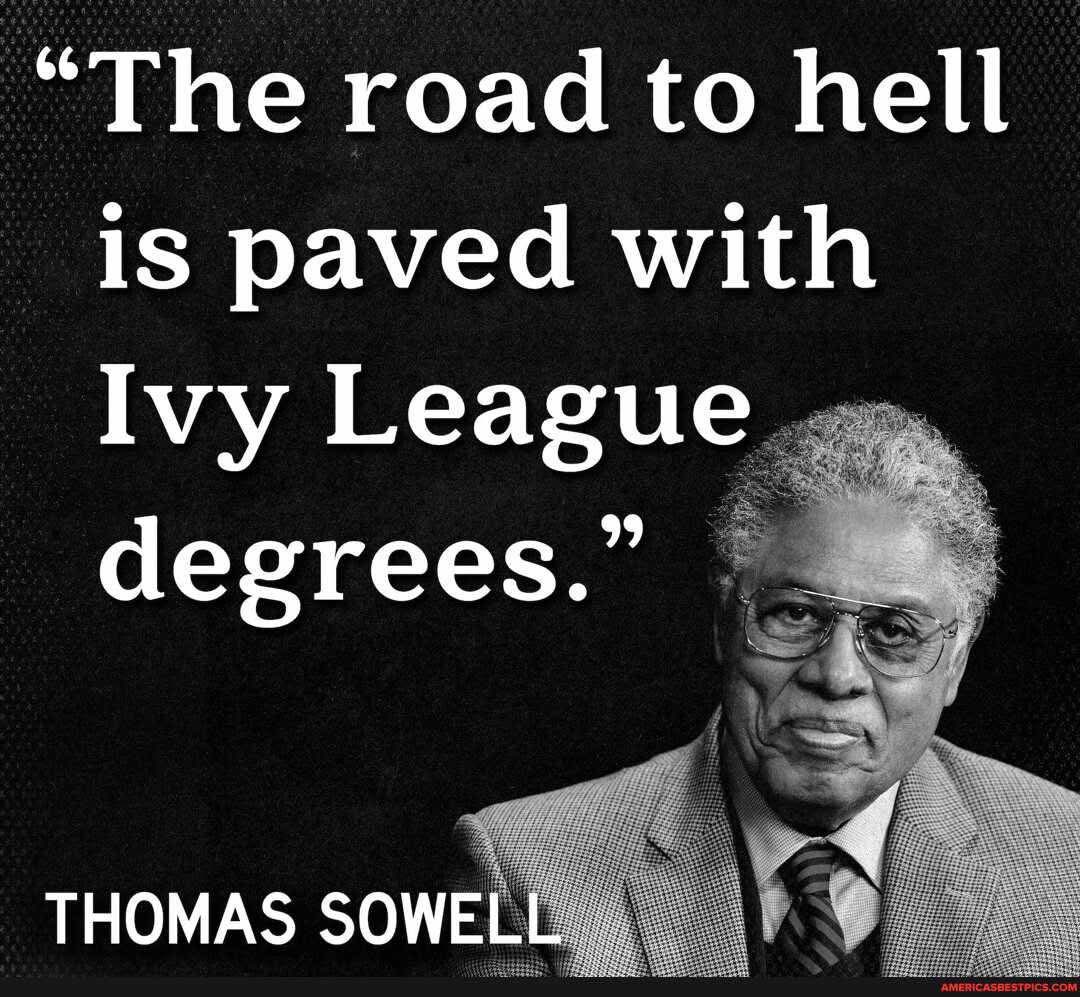 “The road to hell
is paved with
Ivy League
degrees.”
THOMAS SOWELL
AMERICASBESTPICS.COM